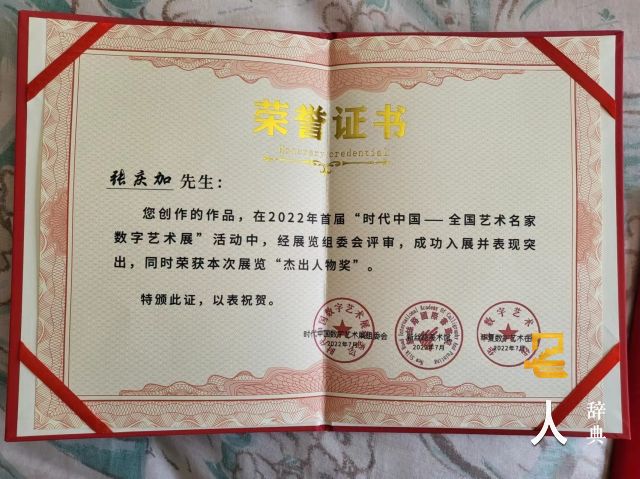 荣誉证书
Honorary credential
张庆加 先生：
您创作的作品，在2022年首届“时代中国——全国艺术名家
数字艺术展”活动中，经展览组委会评审，成功入展并表现突
出，同时荣获本次展览“杰出人物奖”。
特颁此证，以表祝贺。
时代中国数字艺术展组委会
2022年7月
新丝路美术馆
2022年7月
2022年7月
人
辞典